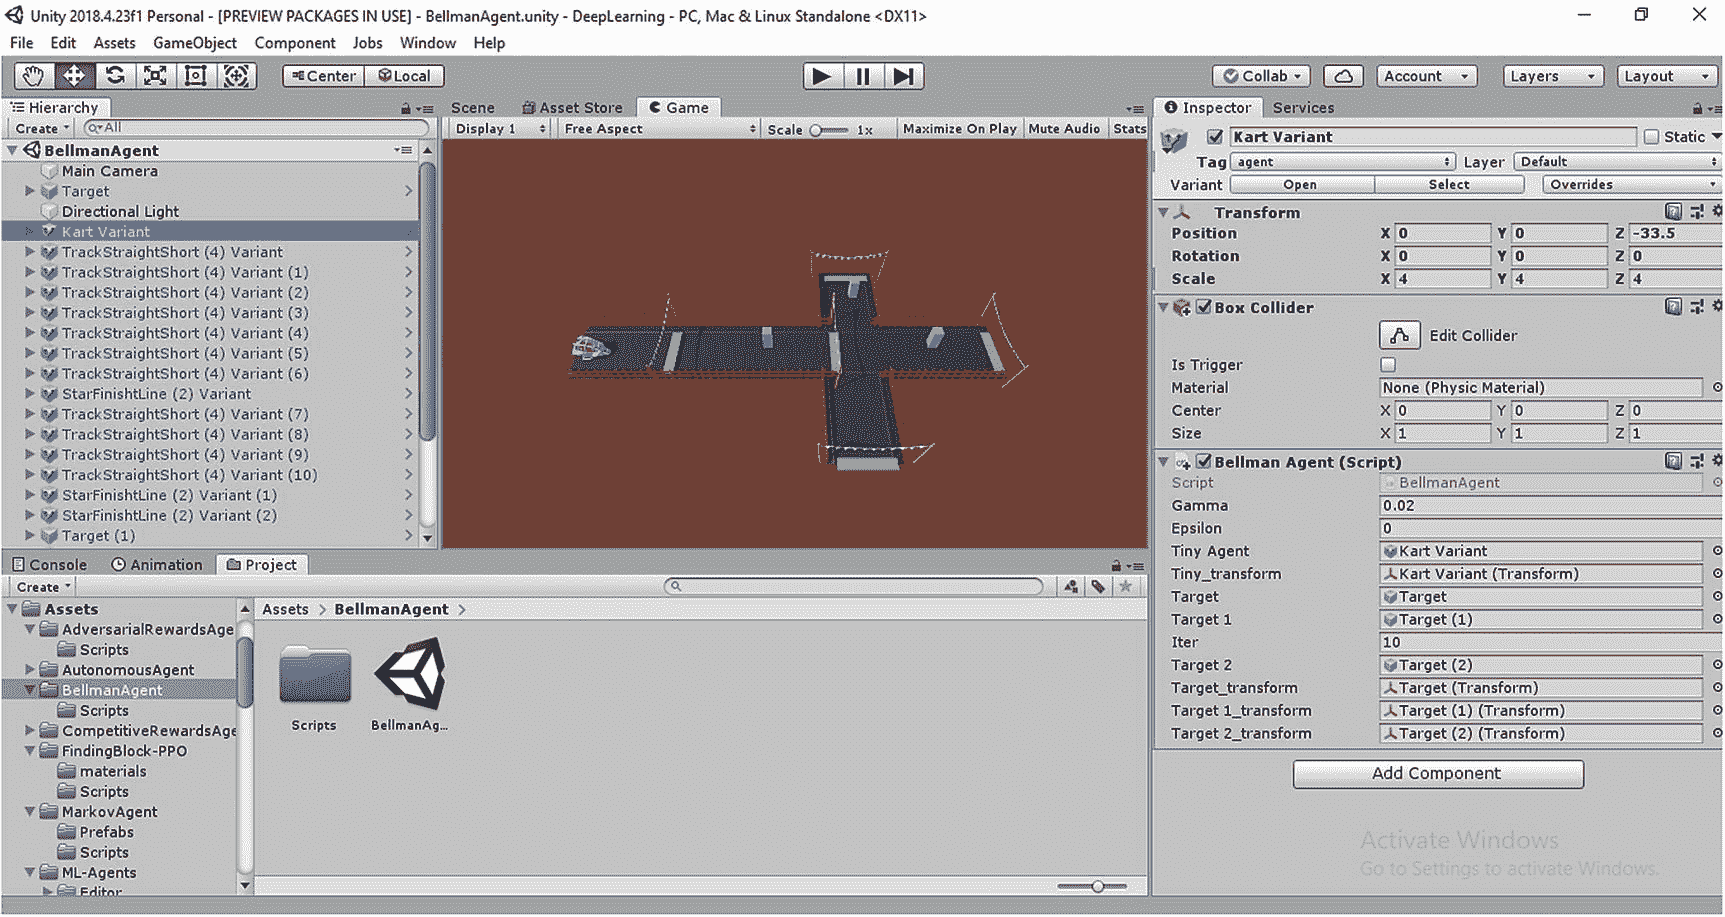 Unity 2018.4.23f1 Personal - [PREVIEW PACKAGES IN USE] - BellmanAgent.unity - DeepLearning - PC, Mac & Linux Standalone <DX11>
File Edit Assets GameObject Component Jobs Window Help
Center Local Collab Account Layers Layout
Hierarchy
Create All
BellmanAgent
Main Camera
Target
Directional Light
Kart Variant
TrackStraightShort (4) Variant
TrackStraightShort (4) Variant (1)
TrackStraightShort (4) Variant (2)
TrackStraightShort (4) Variant (3)
TrackStraightShort (4) Variant (4)
TrackStraightShort (4) Variant (5)
TrackStraightShort (4) Variant (6)
StarFinishtLine (2) Variant
TrackStraightShort (4) Variant (7)
TrackStraightShort (4) Variant (8)
TrackStraightShort (4) Variant (9)
TrackStraightShort (4) Variant (10)
StarFinishtLine (2) Variant (1)
StarFinishtLine (2) Variant (2)
Target (1)
Scene Asset Store Game
Display 1 Free Aspect Scale 1x Maximize On Play Mute Audio Stats
Console Animation Project
Create
Assets
AdversarialRewardsAge
Scripts
AutonomousAgent
BellmanAgent
Scripts
CompetitiveRewardsAge
FindingBlock-PPO
materials
Scripts
MarkovAgent
Prefabs
Scripts
ML-Agents
Editor
Assets > BellmanAgent >
Scripts BellmanAg...
Inspector Services
Kart Variant Static
Tag agent Layer Default
Variant Open Select Overrides
Transform
Position X 0 Y 0 Z -33.5
Rotation X 0 Y 0 Z 0
Scale X 4 Y 4 Z 4
Box Collider
Edit Collider
Is Trigger
Material None (Physic Material)
Center X 0 Y 0 Z 0
Size X 1 Y 1 Z 1
Bellman Agent (Script)
Script BellmanAgent
Gamma 0.02
Epsilon 0
Tiny Agent Kart Variant
Tiny_transform Kart Variant (Transform)
Target Target
Target 1 Target (1)
Iter 10
Target 2 Target (2)
Target_transform Target (Transform)
Target 1_transform Target (1) (Transform)
Target 2_transform Target (2) (Transform)
Add Component
Activate Windows
Go to Settings to activate Windows.